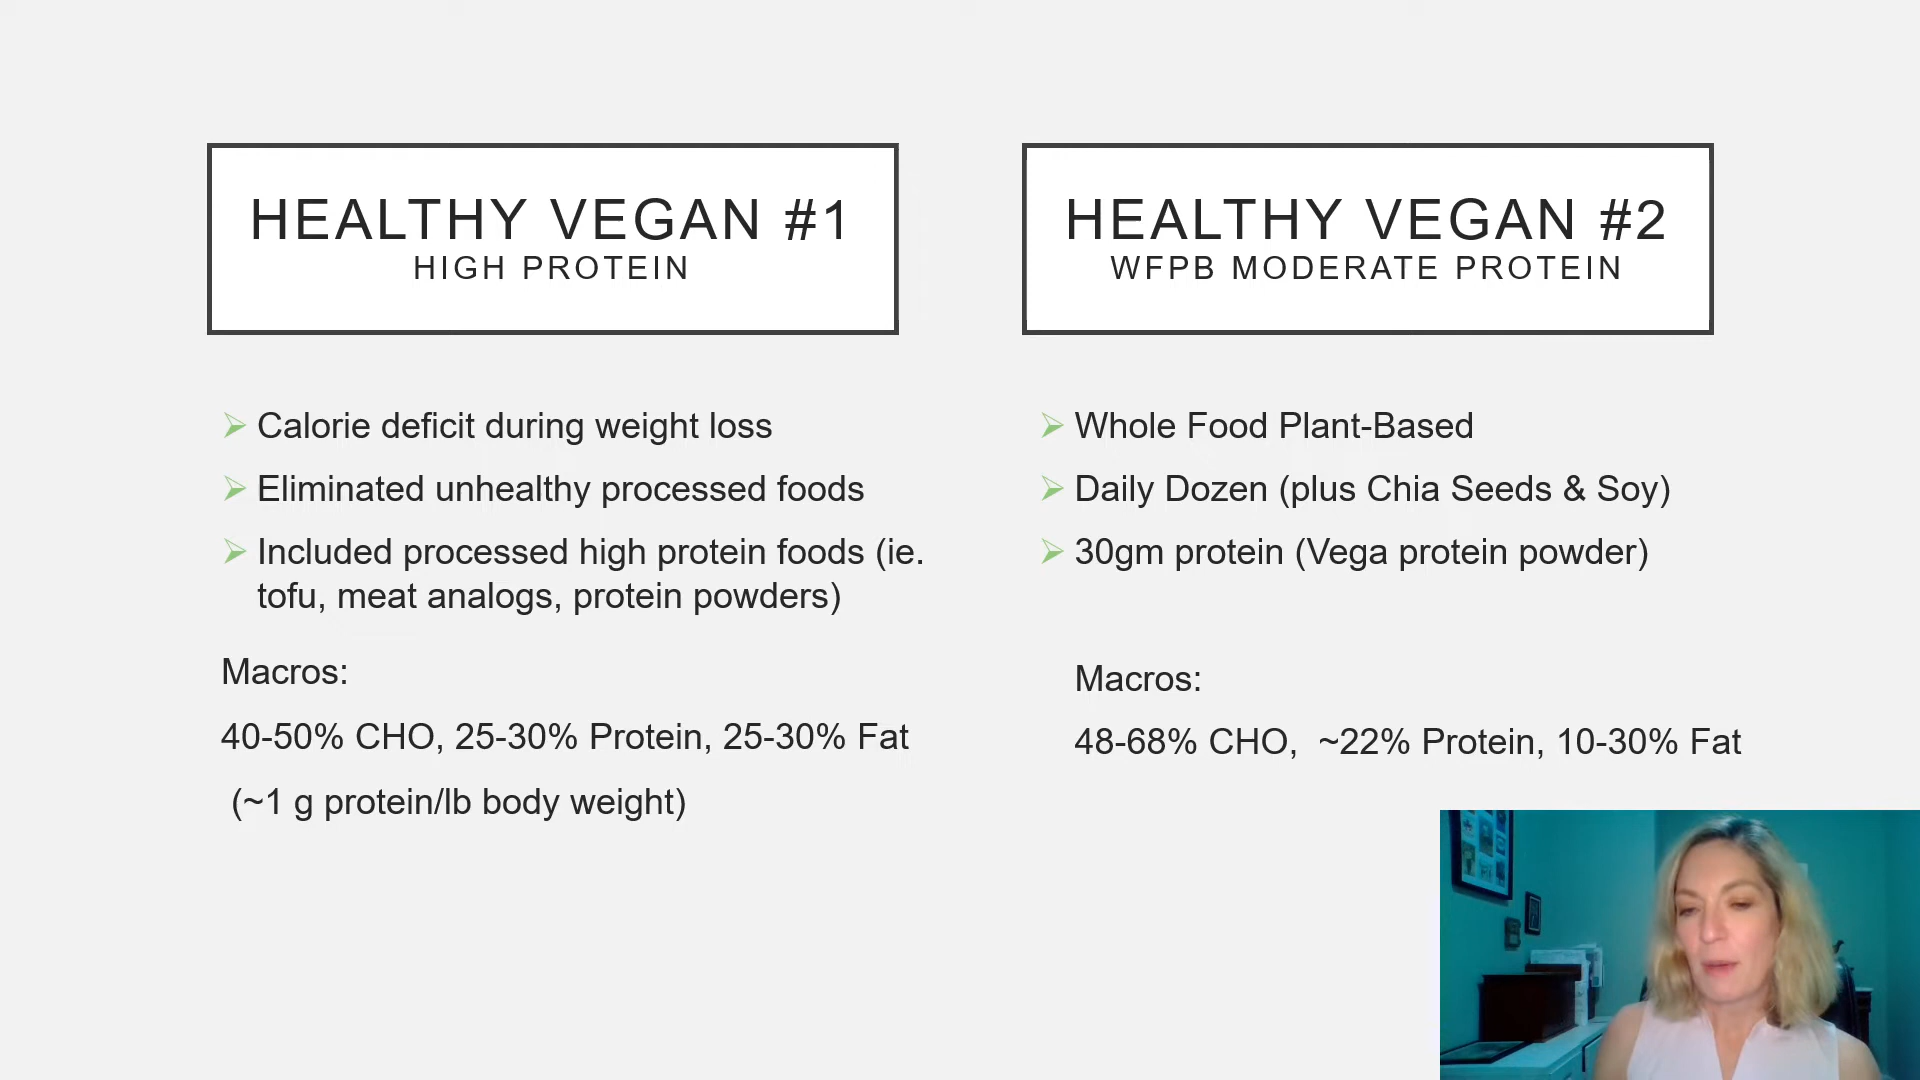 HEALTHY VEGAN #1
HIGH PROTEIN
Calorie deficit during weight loss
Eliminated unhealthy processed foods
Included processed high protein foods (ie.
tofu, meat analogs, protein powders)
Macros:
40-50% CHO, 25-30% Protein, 25-30% Fat
(~1 g protein/lb body weight)
HEALTHY VEGAN #2
WFPB MODERATE PROTEIN
Whole Food Plant-Based
Daily Dozen (plus Chia Seeds & Soy)
30gm protein (Vega protein powder)
Macros:
48-68% CHO, ~22% Protein, 10-30% Fat